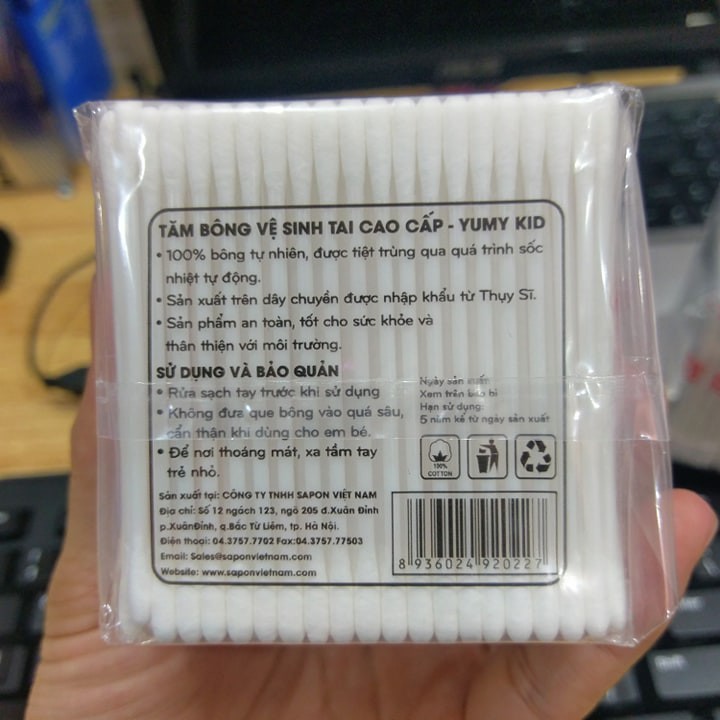 TĂM BÔNG VỆ SINH TAI CAO CẤP - YUMY KID
• 100% bông tự nhiên, được tiệt trùng qua quá trình sốc
nhiệt tự động.
• Sản xuất trên dây chuyền được nhập khẩu từ Thụy Sĩ.
• Sản phẩm an toàn, tốt cho sức khỏe và
thân thiện với môi trường.
SỬ DỤNG VÀ BẢO QUẢN
• Rửa sạch tay trước khi sử dụng
• Không đưa que bông vào quá sâu,
cẩn thận khi dùng cho em bé.
• Để nơi thoáng mát, xa tầm tay
trẻ nhỏ.
Ngày sản xuất:
Xem trên bao bì
Hạn sử dụng:
5 năm kể từ ngày sản xuất
100%
COTTON
Sản xuất tại: CÔNG TY TNHH SAPON VIỆT NAM
Địa chỉ: Số 12 ngách 123, ngõ 205 đ.Xuân Đỉnh
p.XuânĐỉnh, q.Bắc Từ Liêm, tp. Hà Nội.
Điện thoại: 04.3757.7702 Fax:04.3757.77503
Email: Sales@saponvietnam.com
Website: www.saponvietnam.com
8 936024 920227